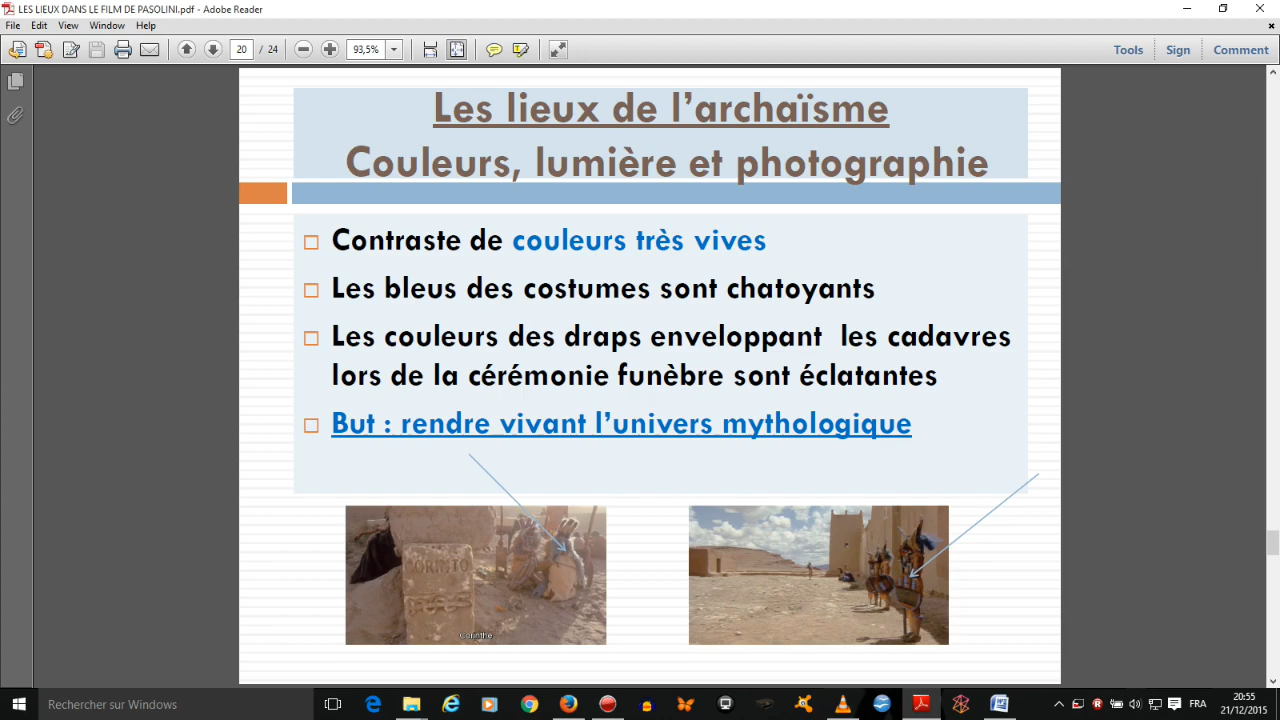 LES LIEUX DANS LE FILM DE PASOLINI.pdf - Adobe Reader
File Edit View Window Help
20 / 24 93,5% Tools Sign Comment
Les lieux de l’archaïsme
Couleurs, lumière et photographie
Contraste de couleurs très vives
Les bleus des costumes sont chatoyants
Les couleurs des draps enveloppant les cadavres
lors de la cérémonie funèbre sont éclatantes
But : rendre vivant l’univers mythologique
CORINTO
Corinthe
Rechercher sur Windows
FRA
20:55
21/12/2015